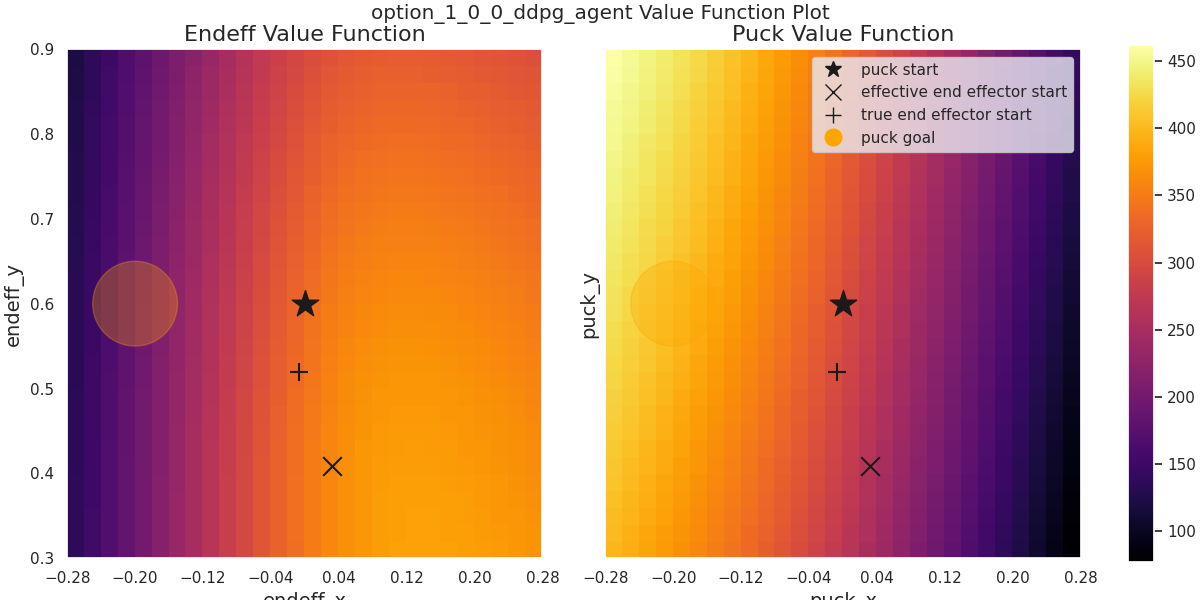 option_1_0_0_ddpg_agent Value Function Plot
Endeff Value Function
Puck Value Function
0.9
0.8
0.7
0.6
0.5
0.4
0.3
endeff_y
−0.28 −0.20 −0.12 −0.04 0.04 0.12 0.20 0.28
endeff_x
puck start
effective end effector start
true end effector start
puck goal
puck_y
−0.28 −0.20 −0.12 −0.04 0.04 0.12 0.20 0.28
puck_x
450
400
350
300
250
200
150
100